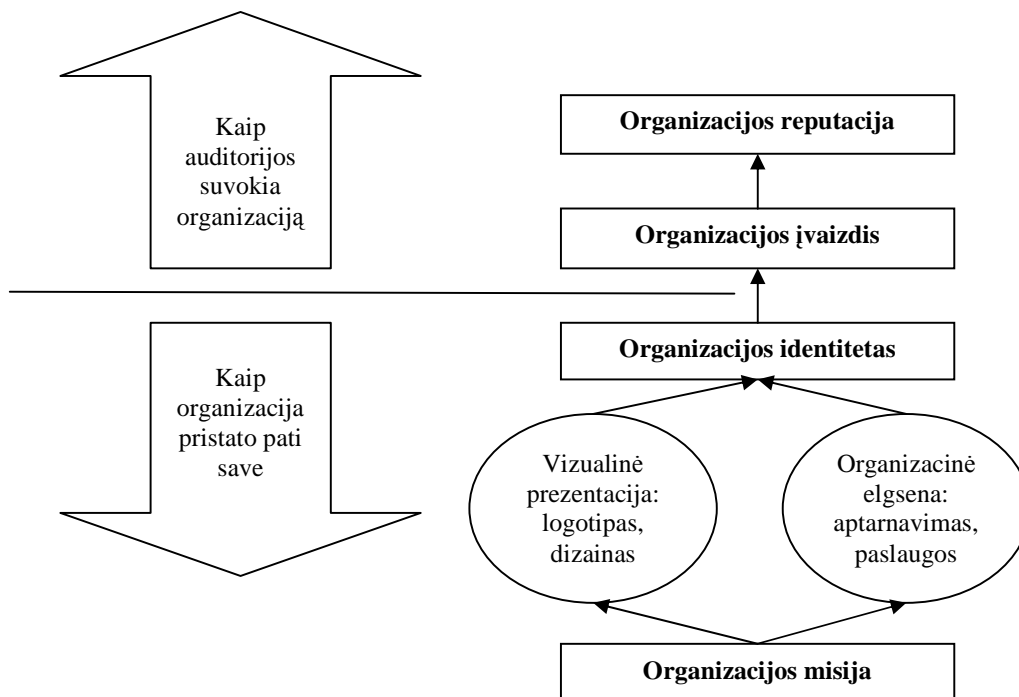 Kaip
auditorijos
suvokia
organizaciją
Organizacijos reputacija
Organizacijos įvaizdis
Organizacijos identitetas
Kaip
organizacija
pristato pati
save
Vizualinė
prezentacija:
logotipas,
dizainas
Organizacinė
elgsena:
aptarnavimas,
paslaugos
Organizacijos misija